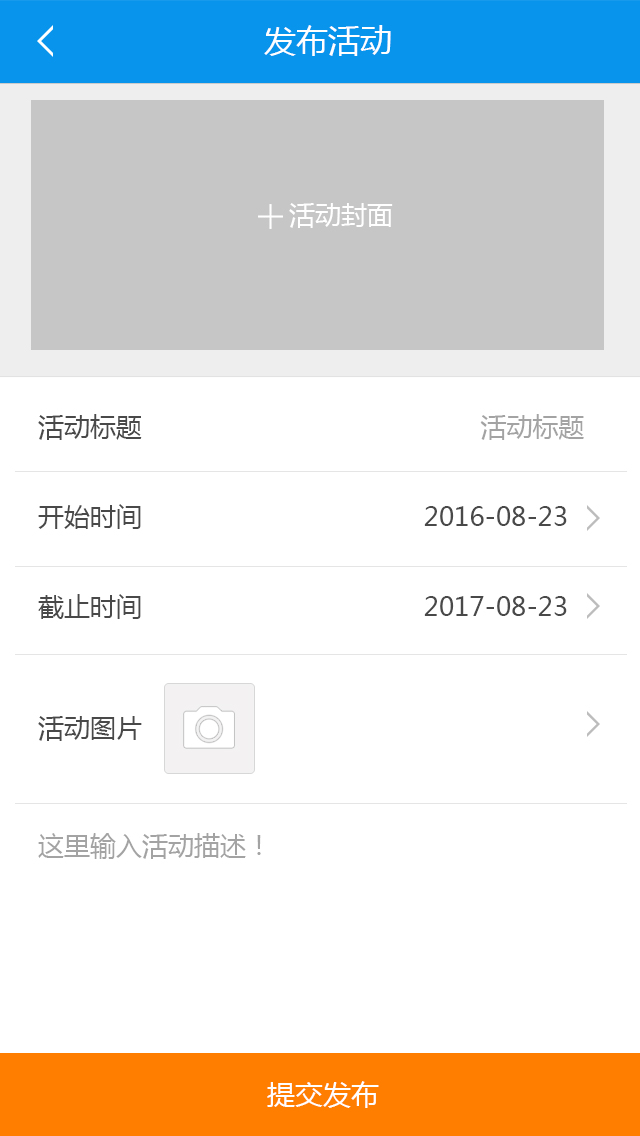 发布活动
活动封面
活动标题 活动标题
开始时间 2016-08-23
截止时间 2017-08-23
活动图片
这里输入活动描述！
提交发布